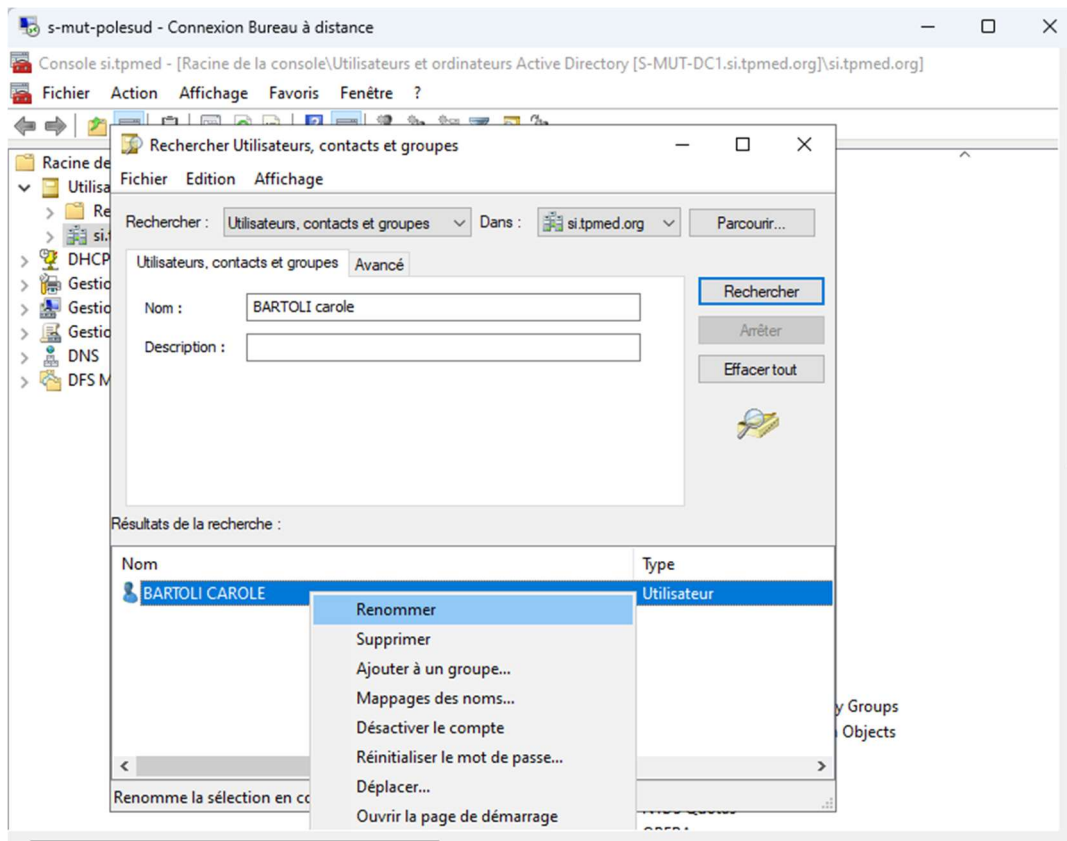 s-mut-polesud - Connexion Bureau à distance
Console si.tpmed - [Racine de la console\Utilisateurs et ordinateurs Active Directory [S-MUT-DC1.si.tpmed.org]\si.tpmed.org]
Fichier Action Affichage Favoris Fenêtre ?
Rechercher Utilisateurs, contacts et groupes
Fichier Edition Affichage
Racine de
Utilisa
Re
si.t
DHCP
Gestio
Gestio
Gestio
DNS
DFS M
Rechercher : Utilisateurs, contacts et groupes Dans : si.tpmed.org Parcourir...
Utilisateurs, contacts et groupes Avancé
Nom : BARTOLI carole
Description :
Rechercher
Arrêter
Effacer tout
Résultats de la recherche :
Nom Type
BARTOLI CAROLE Utilisateur
Renommer
Supprimer
Ajouter à un groupe...
Mappages des noms...
Désactiver le compte
Réinitialiser le mot de passe...
Déplacer...
Ouvrir la page de démarrage
y Groups
Objects
Renomme la sélection en co